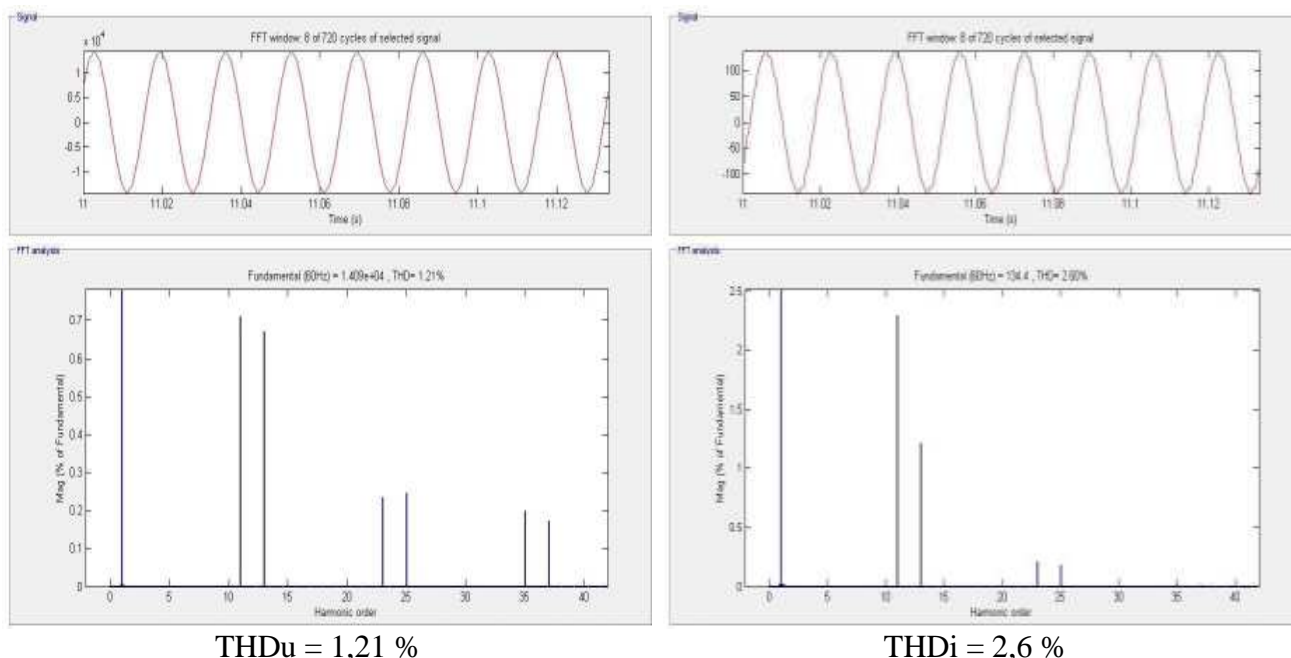 Signal
FFT window: 8 of 720 cycles of selected signal
x 10^4
1
0.5
0
-0.5
-1
11 11.02 11.04 11.06 11.08 11.1 11.12
Time (s)
FFT analysis
Fundamental (60Hz) = 1.409e+04 , THD= 1.21%
0.7
0.6
0.5
0.4
0.3
0.2
0.1
0
Mag (% of Fundamental)
0 5 10 15 20 25 30 35 40
Harmonic order
THDu = 1,21 %
Signal
FFT window: 8 of 720 cycles of selected signal
100
50
0
-50
-100
11 11.02 11.04 11.06 11.08 11.1 11.12
Time (s)
FFT analysis
Fundamental (60Hz) = 134.4 , THD= 2.60%
2.5
2
1.5
1
0.5
0
Mag (% of Fundamental)
0 5 10 15 20 25 30 35 40
Harmonic order
THDi = 2,6 %